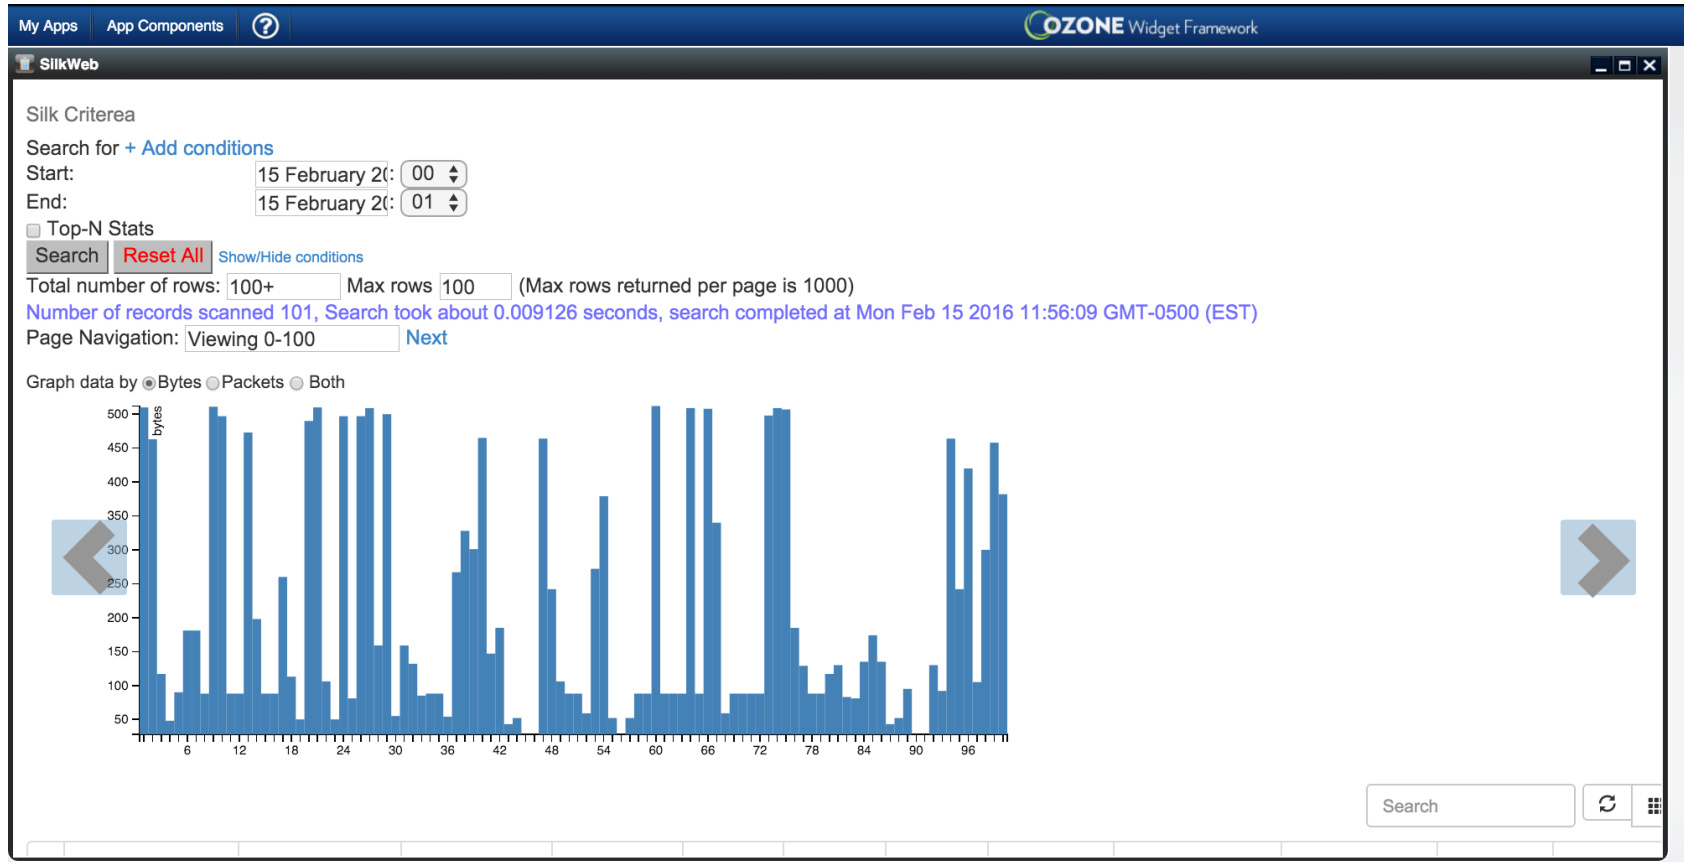 My Apps App Components ? OZONE Widget Framework
SilkWeb
Silk Criterea
Search for + Add conditions
Start: 15 February 20 : 00
End: 15 February 20 : 01
Top-N Stats
Search Reset All Show/Hide conditions
Total number of rows: 100+ Max rows 100 (Max rows returned per page is 1000)
Number of records scanned 101, Search took about 0.009126 seconds, search completed at Mon Feb 15 2016 11:56:09 GMT-0500 (EST)
Page Navigation: Viewing 0-100 Next
Graph data by Bytes Packets Both
bytes
500
450
400
350
300
250
200
150
100
50
6 12 18 24 30 36 42 48 54 60 66 72 78 84 90 96
Search